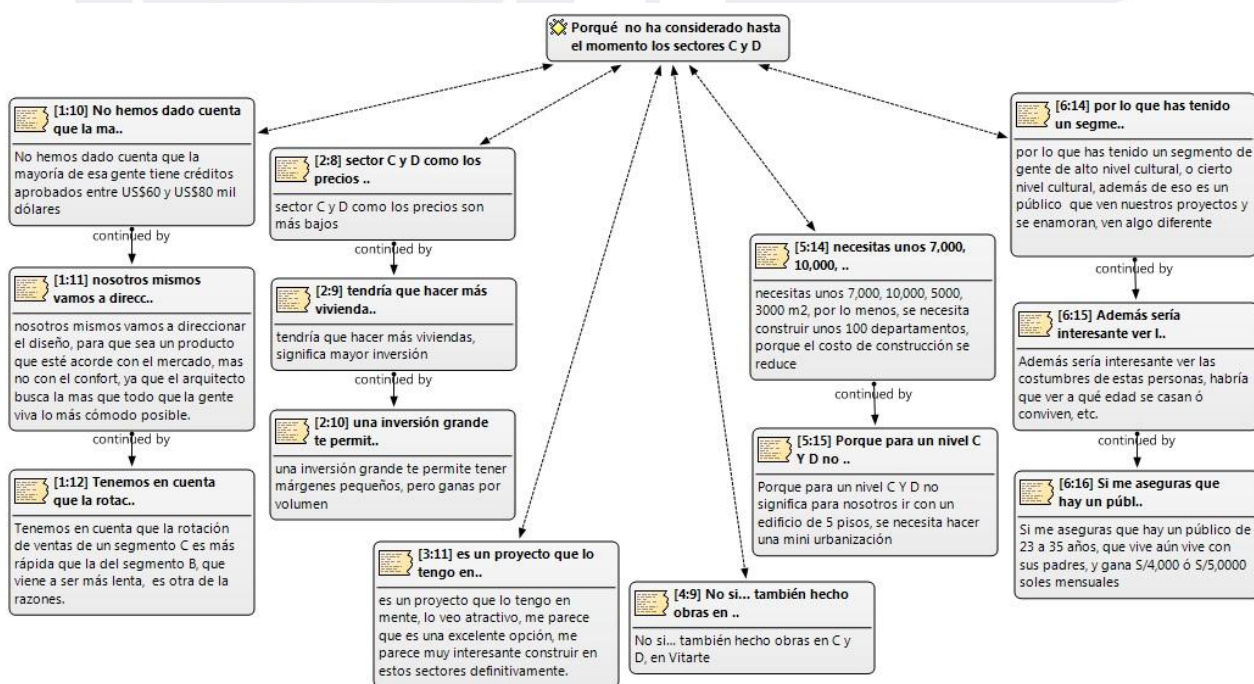 Porqué no ha considerado hasta
el momento los sectores C y D
[1:10] No hemos dado cuenta
que la ma..
No hemos dado cuenta que la
mayoría de esa gente tiene créditos
aprobados entre US$60 y US$80 mil
dólares
continued by
[1:11] nosotros mismos
vamos a direcc..
nosotros mismos vamos a direccionar
el diseño, para que sea un producto
que esté acorde con el mercado, mas
no con el confort, ya que el arquitecto
busca la mas que todo que la gente
viva lo más cómodo posible.
continued by
[1:12] Tenemos en cuenta
que la rotac..
Tenemos en cuenta que la rotación
de ventas de un segmento C es más
rápida que la del segmento B, que
viene a ser más lenta, es otra de la
razones.
[2:8] sector C y D como los
precios ..
sector C y D como los precios son
más bajos
continued by
[2:9] tendría que hacer más
vivienda..
tendría que hacer más viviendas,
significa mayor inversión
continued by
[2:10] una inversión grande
te permit..
una inversión grande te permite tener
márgenes pequeños, pero ganas por
volumen
[3:11] es un proyecto que lo
tengo en..
es un proyecto que lo tengo en
mente, lo veo atractivo, me parece
que es una excelente opción, me
parece muy interesante construir en
estos sectores definitivamente.
[4:9] No si... también hecho
obras en ..
No si... también hecho obras en C y
D, en Vitarte
[5:14] necesitas unos 7,000,
10,000, ..
necesitas unos 7,000, 10,000, 5000,
3000 m2, por lo menos, se necesita
construir unos 100 departamentos,
porque el costo de construcción se
reduce
continued by
[5:15] Porque para un nivel C
Y D no ..
Porque para un nivel C Y D no
significa para nosotros ir con un
edificio de 5 pisos, se necesita hacer
una mini urbanización
[6:14] por lo que has tenido
un segme..
por lo que has tenido un segmento de
gente de alto nivel cultural, o cierto
nivel cultural, además de eso es un
público que ven nuestros proyectos y
se enamoran, ven algo diferente
continued by
[6:15] Además sería
interesante ver l..
Además sería interesante ver las
costumbres de estas personas, habría
que ver a qué edad se casan ó
conviven, etc.
continued by
[6:16] Si me aseguras que
hay un públ..
Si me aseguras que hay un público de
23 a 35 años, que vive aún vive con
sus padres, y gana S/4,000 ó S/5,0000
soles mensuales